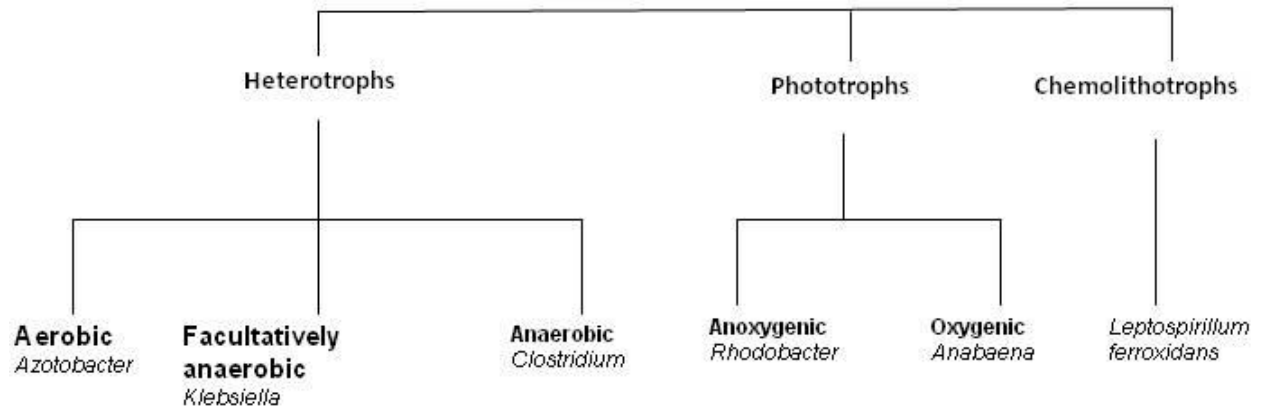 Heterotrophs
Phototrophs
Chemolithotrophs
Aerobic
Azotobacter
Facultatively
anaerobic
Klebsiella
Anaerobic
Clostridium
Anoxygenic
Rhodobacter
Oxygenic
Anabaena
Leptospirillum
ferroxidans